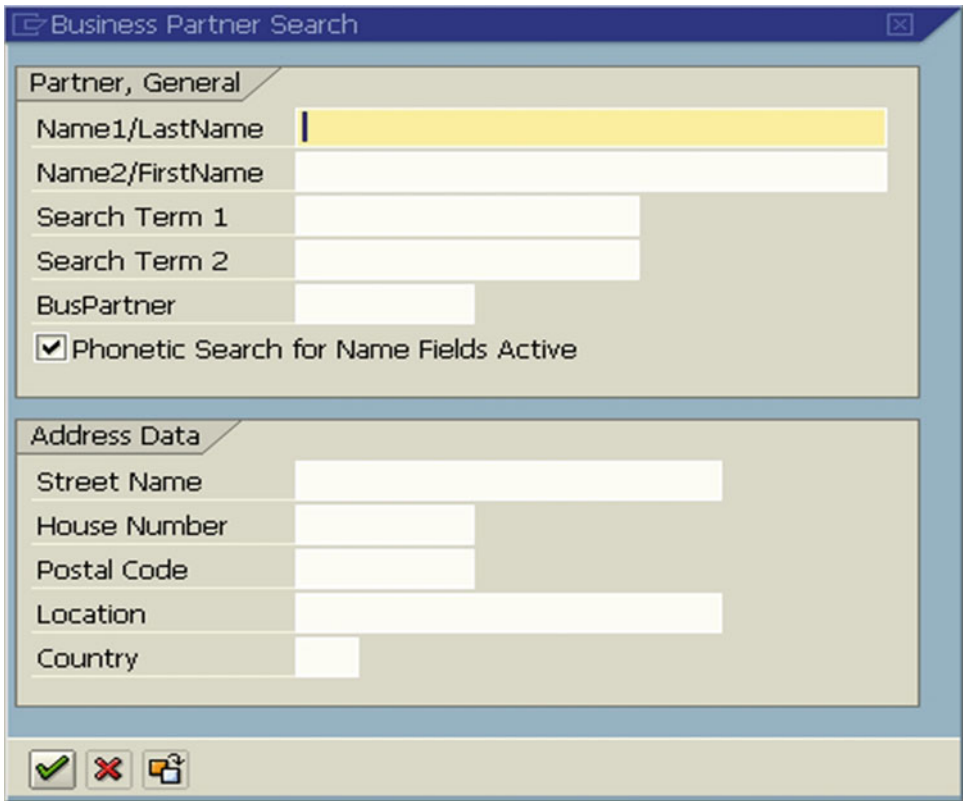 Business Partner Search
Partner, General
Name1/LastName
Name2/FirstName
Search Term 1
Search Term 2
BusPartner
Phonetic Search for Name Fields Active
Address Data
Street Name
House Number
Postal Code
Location
Country